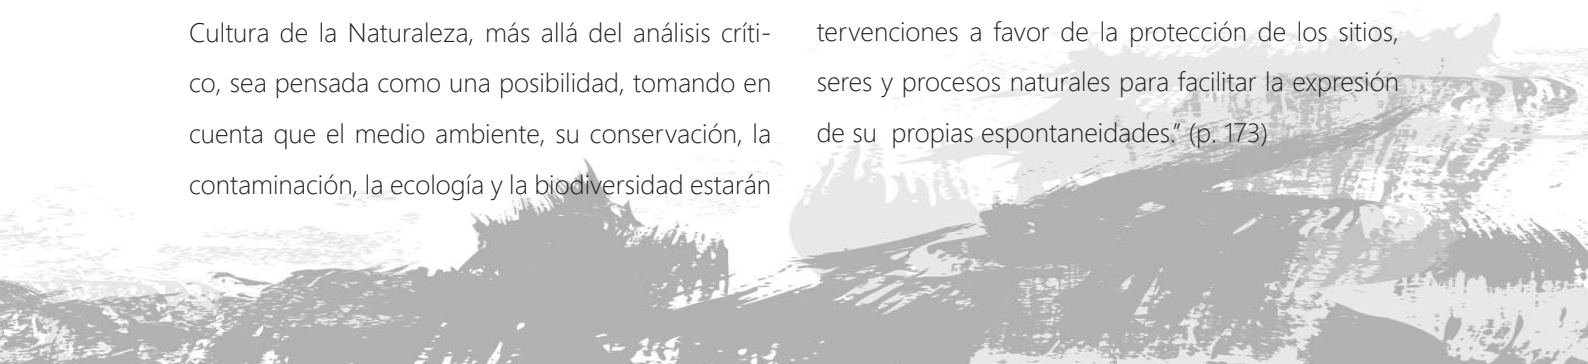 Cultura de la Naturaleza, más allá del análisis críti-
co, sea pensada como una posibilidad, tomando en
cuenta que el medio ambiente, su conservación, la
contaminación, la ecología y la biodiversidad estarán
tervenciones a favor de la protección de los sitios,
seres y procesos naturales para facilitar la expresión
de su propias espontaneidades.” (p. 173)